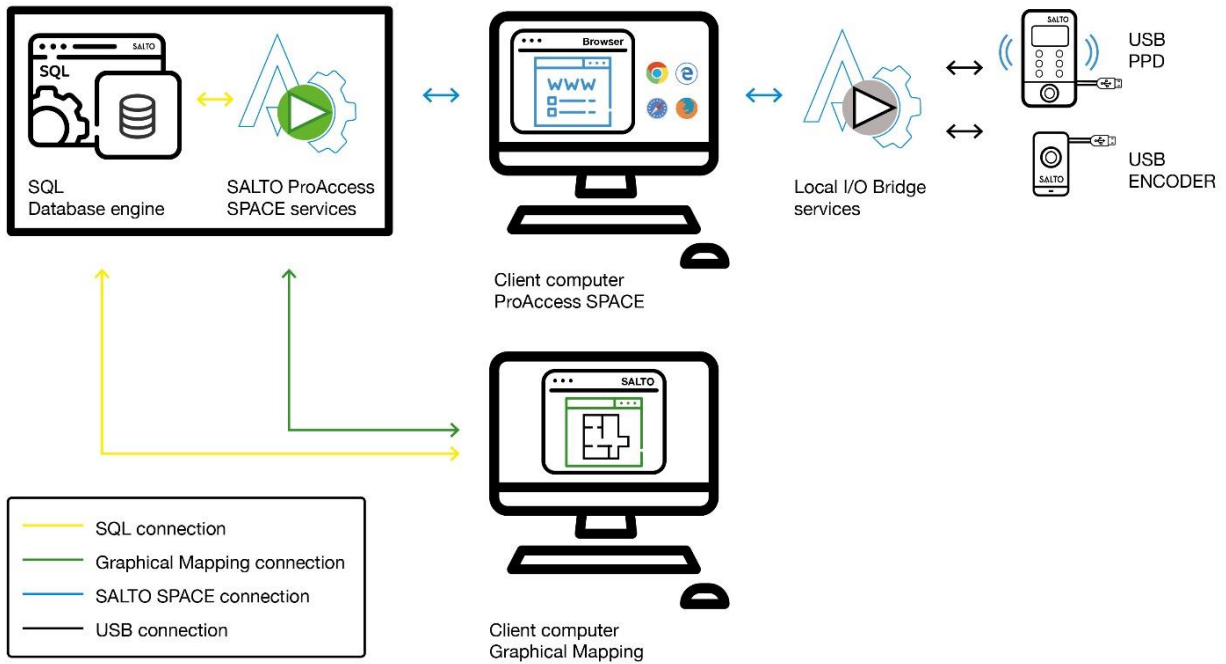 SALTO
SQL
SQL
Database engine
SALTO ProAccess
SPACE services
Browser
WWW
Client computer
ProAccess SPACE
Local I/O Bridge
services
SALTO
USB
PPD
SALTO
USB
ENCODER
SALTO
Client computer
Graphical Mapping
SQL connection
Graphical Mapping connection
SALTO SPACE connection
USB connection